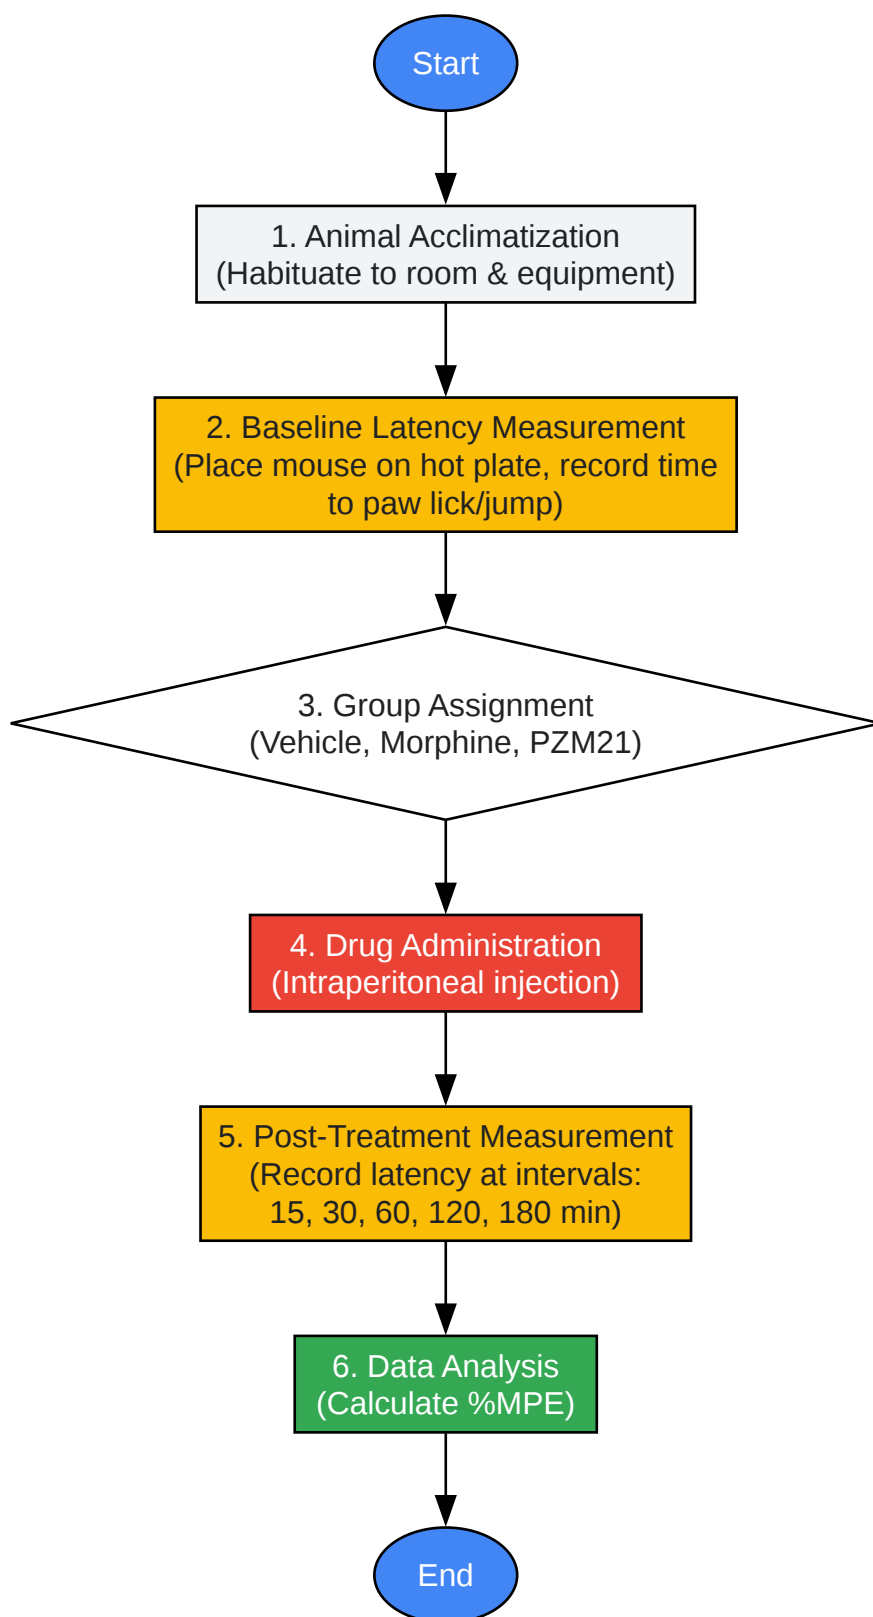 Start
1. Animal Acclimatization
(Habituate to room & equipment)
2. Baseline Latency Measurement
(Place mouse on hot plate, record time
to paw lick/jump)
3. Group Assignment
(Vehicle, Morphine, PZM21)
4. Drug Administration
(Intraperitoneal injection)
5. Post-Treatment Measurement
(Record latency at intervals:
15, 30, 60, 120, 180 min)
6. Data Analysis
(Calculate %MPE)
End